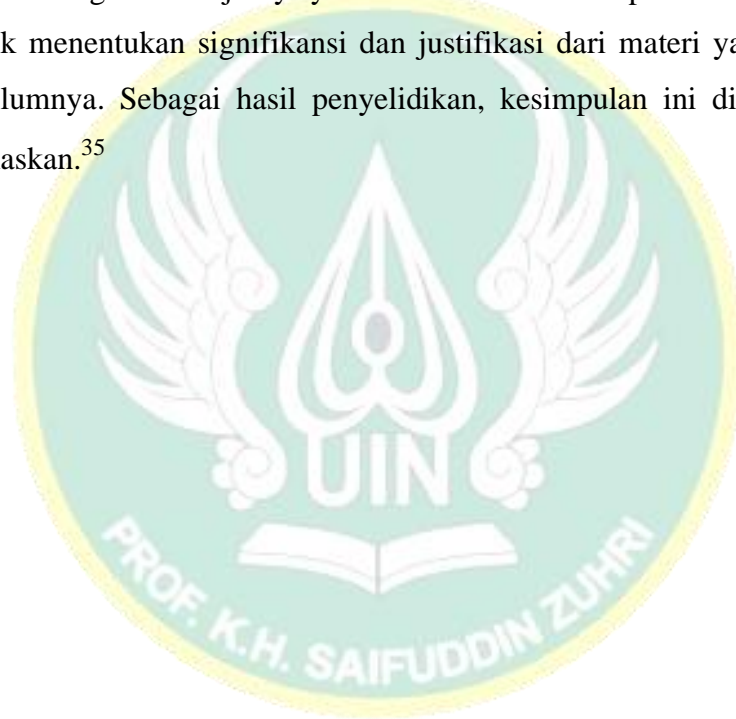 k menentukan signifikansi dan justifikasi dari materi ya
lumnya. Sebagai hasil penyelidikan, kesimpulan ini di
askan.35
UIN
PROF. K.H. SAIFUDDIN ZUHRI